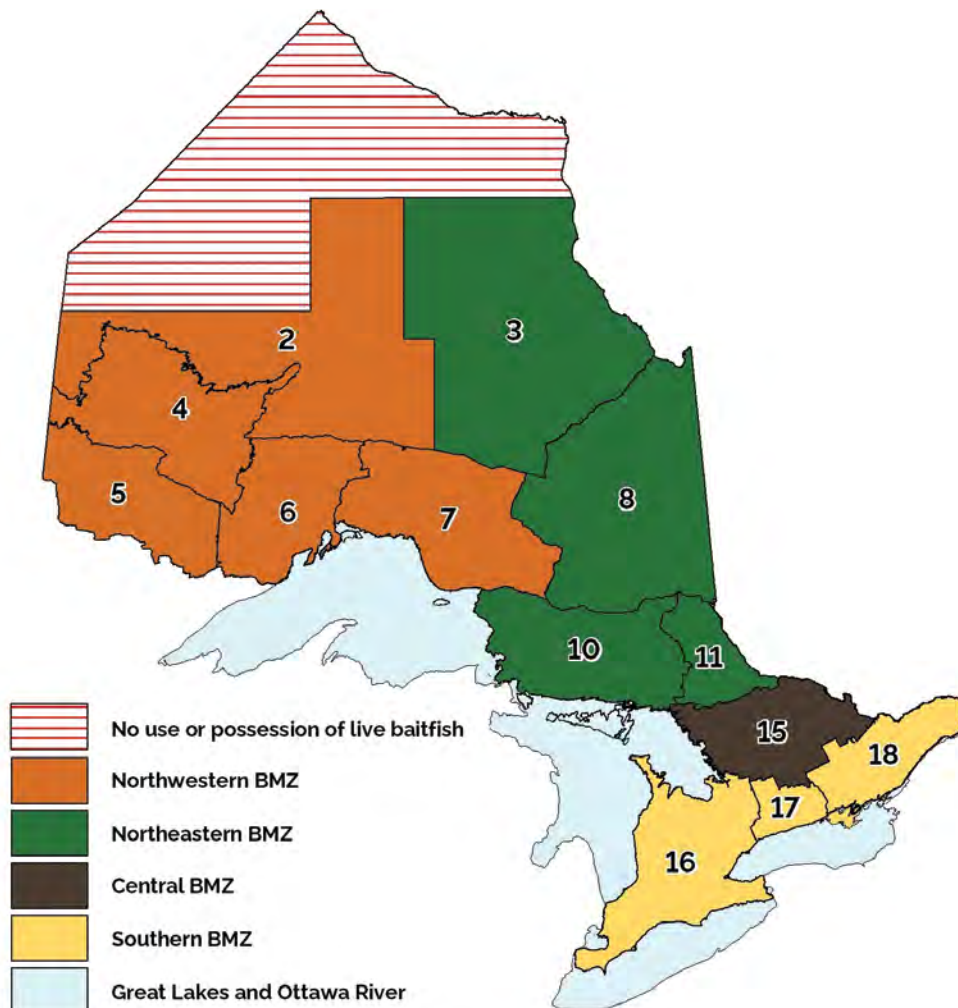 2
3
4
5
6
7
8
10
11
15
18
17
16
No use or possession of live baitfish
Northwestern BMZ
Northeastern BMZ
Central BMZ
Southern BMZ
Great Lakes and Ottawa River